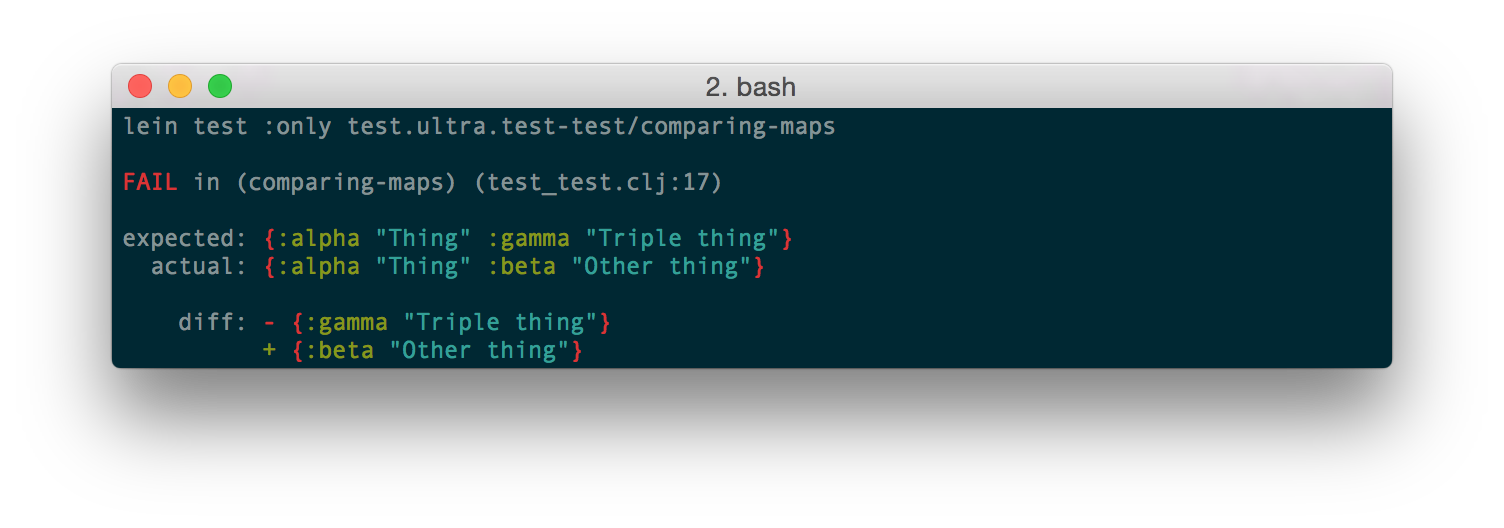 2. bash
lein test :only test.ultra.test-test/comparing-maps
FAIL in (comparing-maps) (test_test.clj:17)
expected: {:alpha "Thing" :gamma "Triple thing"}
actual: {:alpha "Thing" :beta "Other thing"}
diff: - {:gamma "Triple thing"}
+ {:beta "Other thing"}